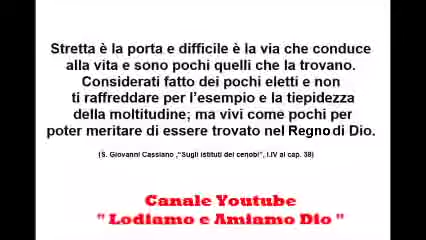 Stretta è la porta e difficile è la via che conduce
alla vita e sono pochi quelli che la trovano.
Considerati fatto dei pochi eletti e non
ti raffreddare per l'esempio e la tiepidezza
della moltitudine; ma vivi come pochi per
poter meritare di essere trovato nel Regno di Dio.
(S. Giovanni Cassiano ,"Sugli istituti dei cenobi", l.IV al cap. 38)
Canale Youtube
" Lodiamo e Amiamo Dio "